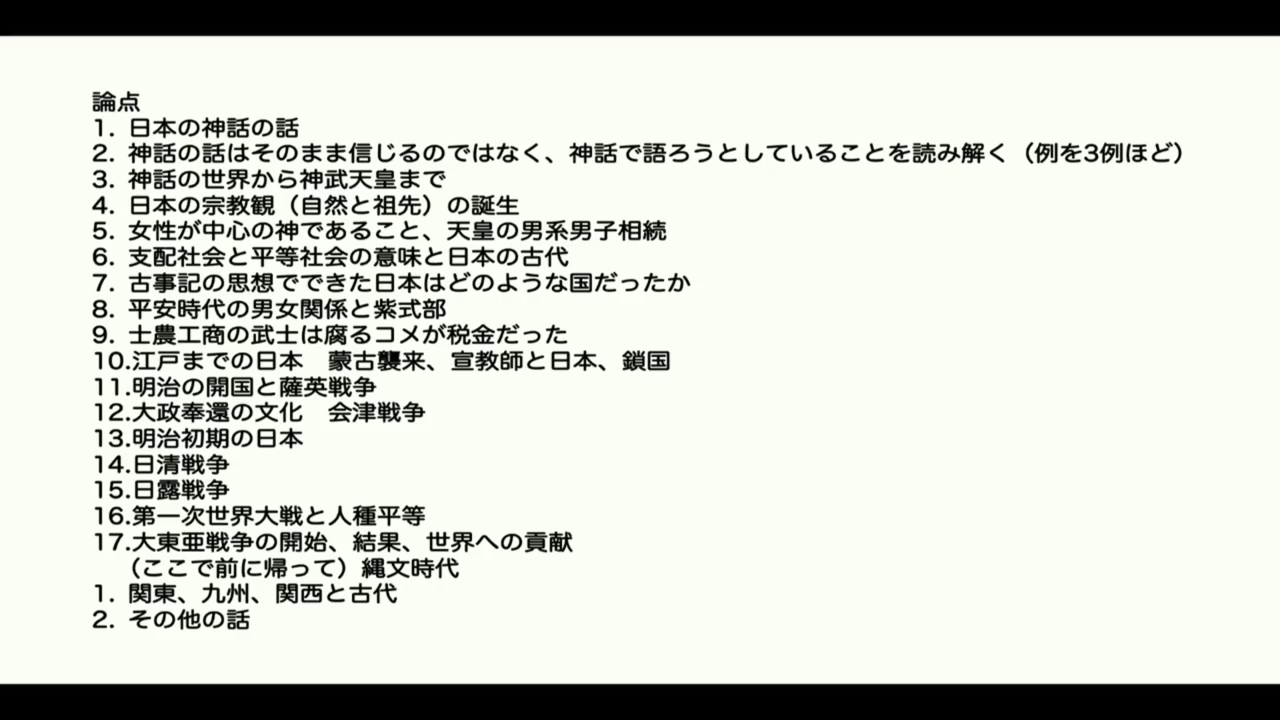 論点
1. 日本の神話の話
2. 神話の話はそのまま信じるのではなく、神話で語ろうとしていることを読み解く（例を3例ほど）
3. 神話の世界から神武天皇まで
4. 日本の宗教観（自然と祖先）の誕生
5. 女性が中心の神であること、天皇の男系男子相続
6. 支配社会と平等社会の意味と日本の古代
7. 古事記の思想でできた日本はどのような国だったか
8. 平安時代の男女関係と紫式部
9. 士農工商の武士は腐るコメが税金だった
10.江戸までの日本　蒙古襲来、宣教師と日本、鎖国
11.明治の開国と薩英戦争
12.大政奉還の文化　会津戦争
13.明治初期の日本
14.日清戦争
15.日露戦争
16.第一次世界大戦と人種平等
17.大東亜戦争の開始、結果、世界への貢献
（ここで前に帰って）縄文時代
1. 関東、九州、関西と古代
2. その他の話